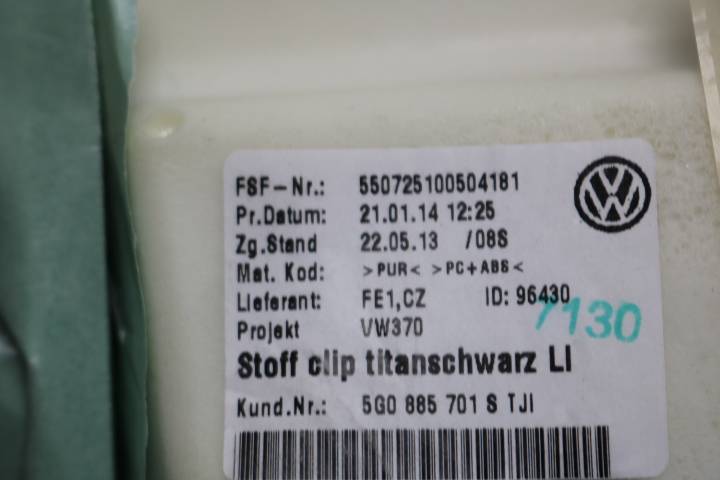 FSF-Nr.: 550725100504181
Pr.Datum: 21.01.14 12:25
Zg.Stand 22.05.13 /08S
Mat. Kod: >PUR< >PC+ABS<
Lieferant: FE1,CZ ID: 96430
7130
Projekt VW370
Stoff clip titanschwarz LI
Kund.Nr.: 5G0 885 701 S TJI